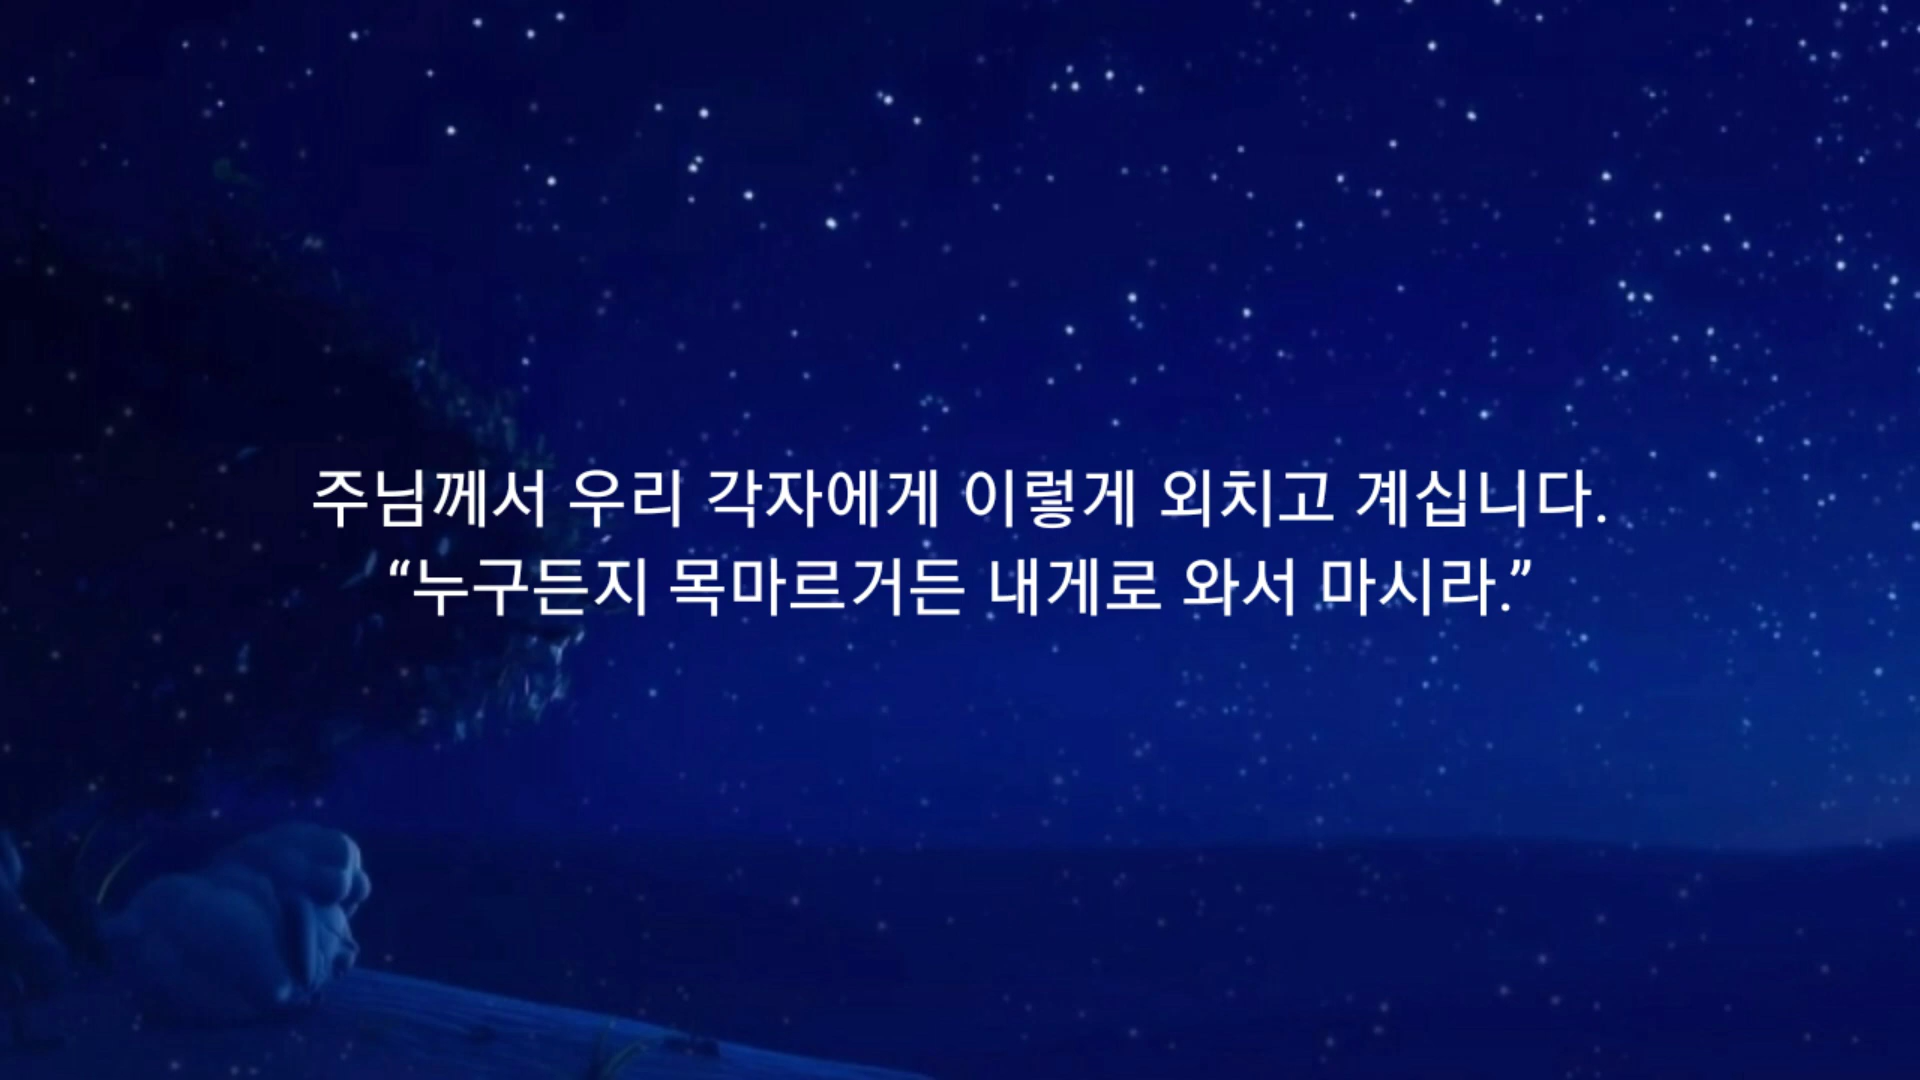 주님께서 우리 각자에게 이렇게 외치고 계십니다.
“누구든지 목마르거든 내게로 와서 마시라.”